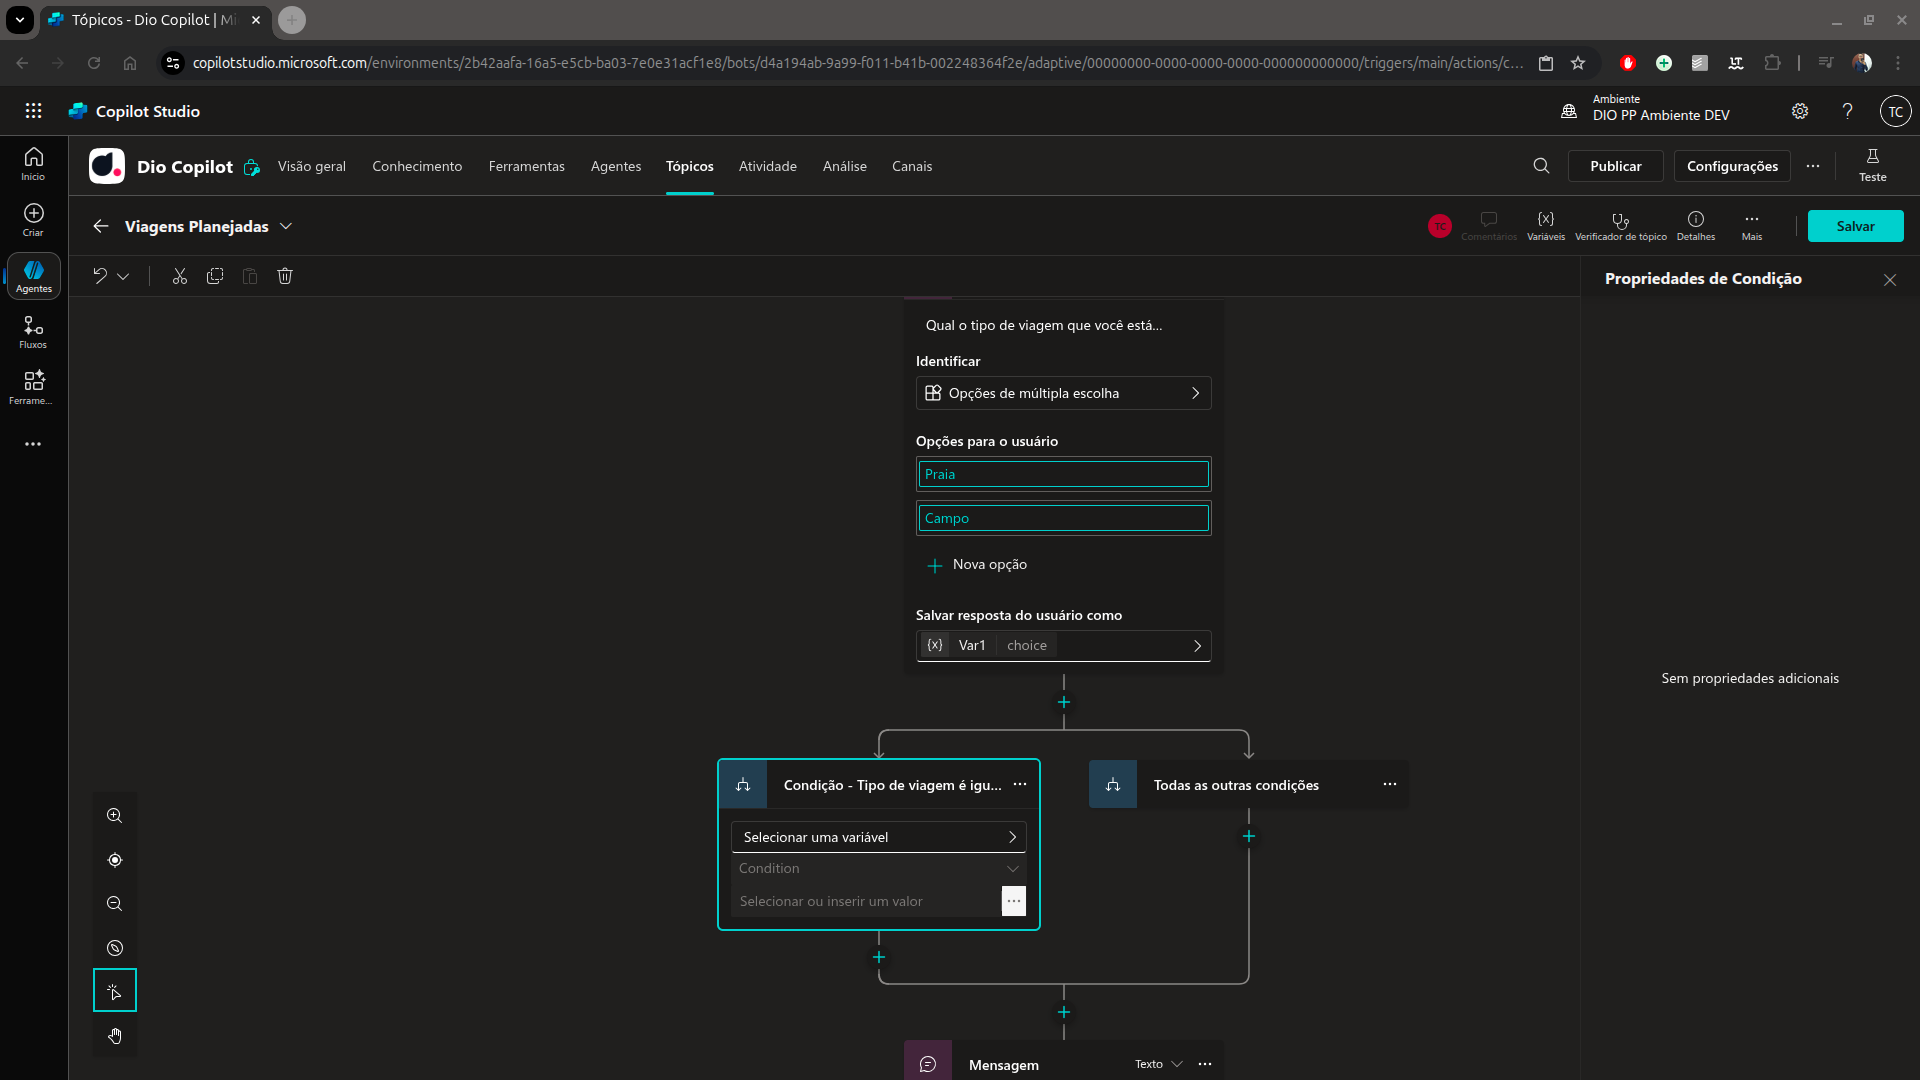 Tópicos - Dio Copilot | Mi
copilotstudio.microsoft.com/environments/2b42aafa-16a5-e5cb-ba03-7e0e31acf1e8/bots/d4a194ab-9a99-f011-b41b-002248364f2e/adaptive/00000000-0000-0000-0000-000000000000/triggers/main/actions/c...
Copilot Studio
Ambiente
DIO PP Ambiente DEV
TC
Início
Criar
Agentes
Fluxos
Ferrame...
Dio Copilot
Visão geral
Conhecimento
Ferramentas
Agentes
Tópicos
Atividade
Análise
Canais
Publicar
Configurações
Teste
Viagens Planejadas
TC
Comentários
Variáveis
Verificador de tópico
Detalhes
Mais
Salvar
Propriedades de Condição
Sem propriedades adicionais
Qual o tipo de viagem que você está...
Identificar
Opções de múltipla escolha
Opções para o usuário
Praia
Campo
Nova opção
Salvar resposta do usuário como
{x} Var1 choice
Condição - Tipo de viagem é igu...
Selecionar uma variável
Condition
Selecionar ou inserir um valor
Todas as outras condições
Mensagem
Texto